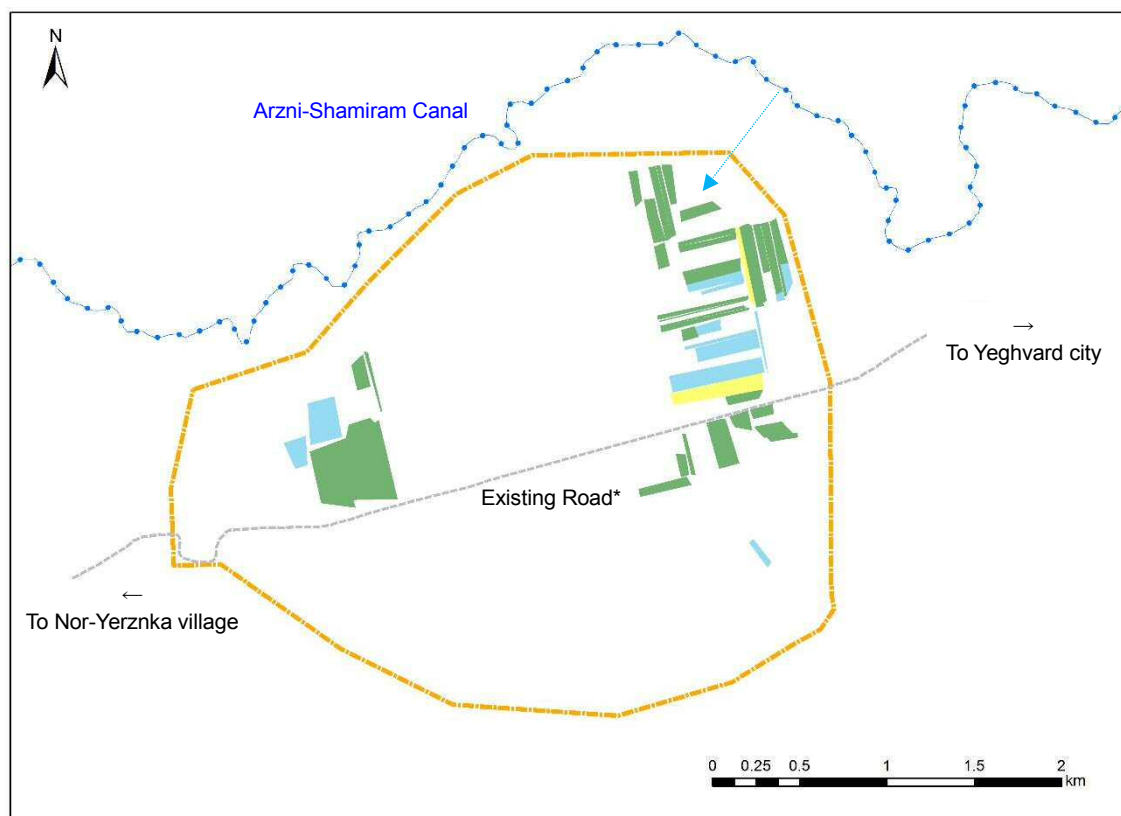 N
Arzni-Shamiram Canal
→
To Yeghvard city
Existing Road*
←
To Nor-Yerznka village
0 0.25 0.5 1 1.5 2
km